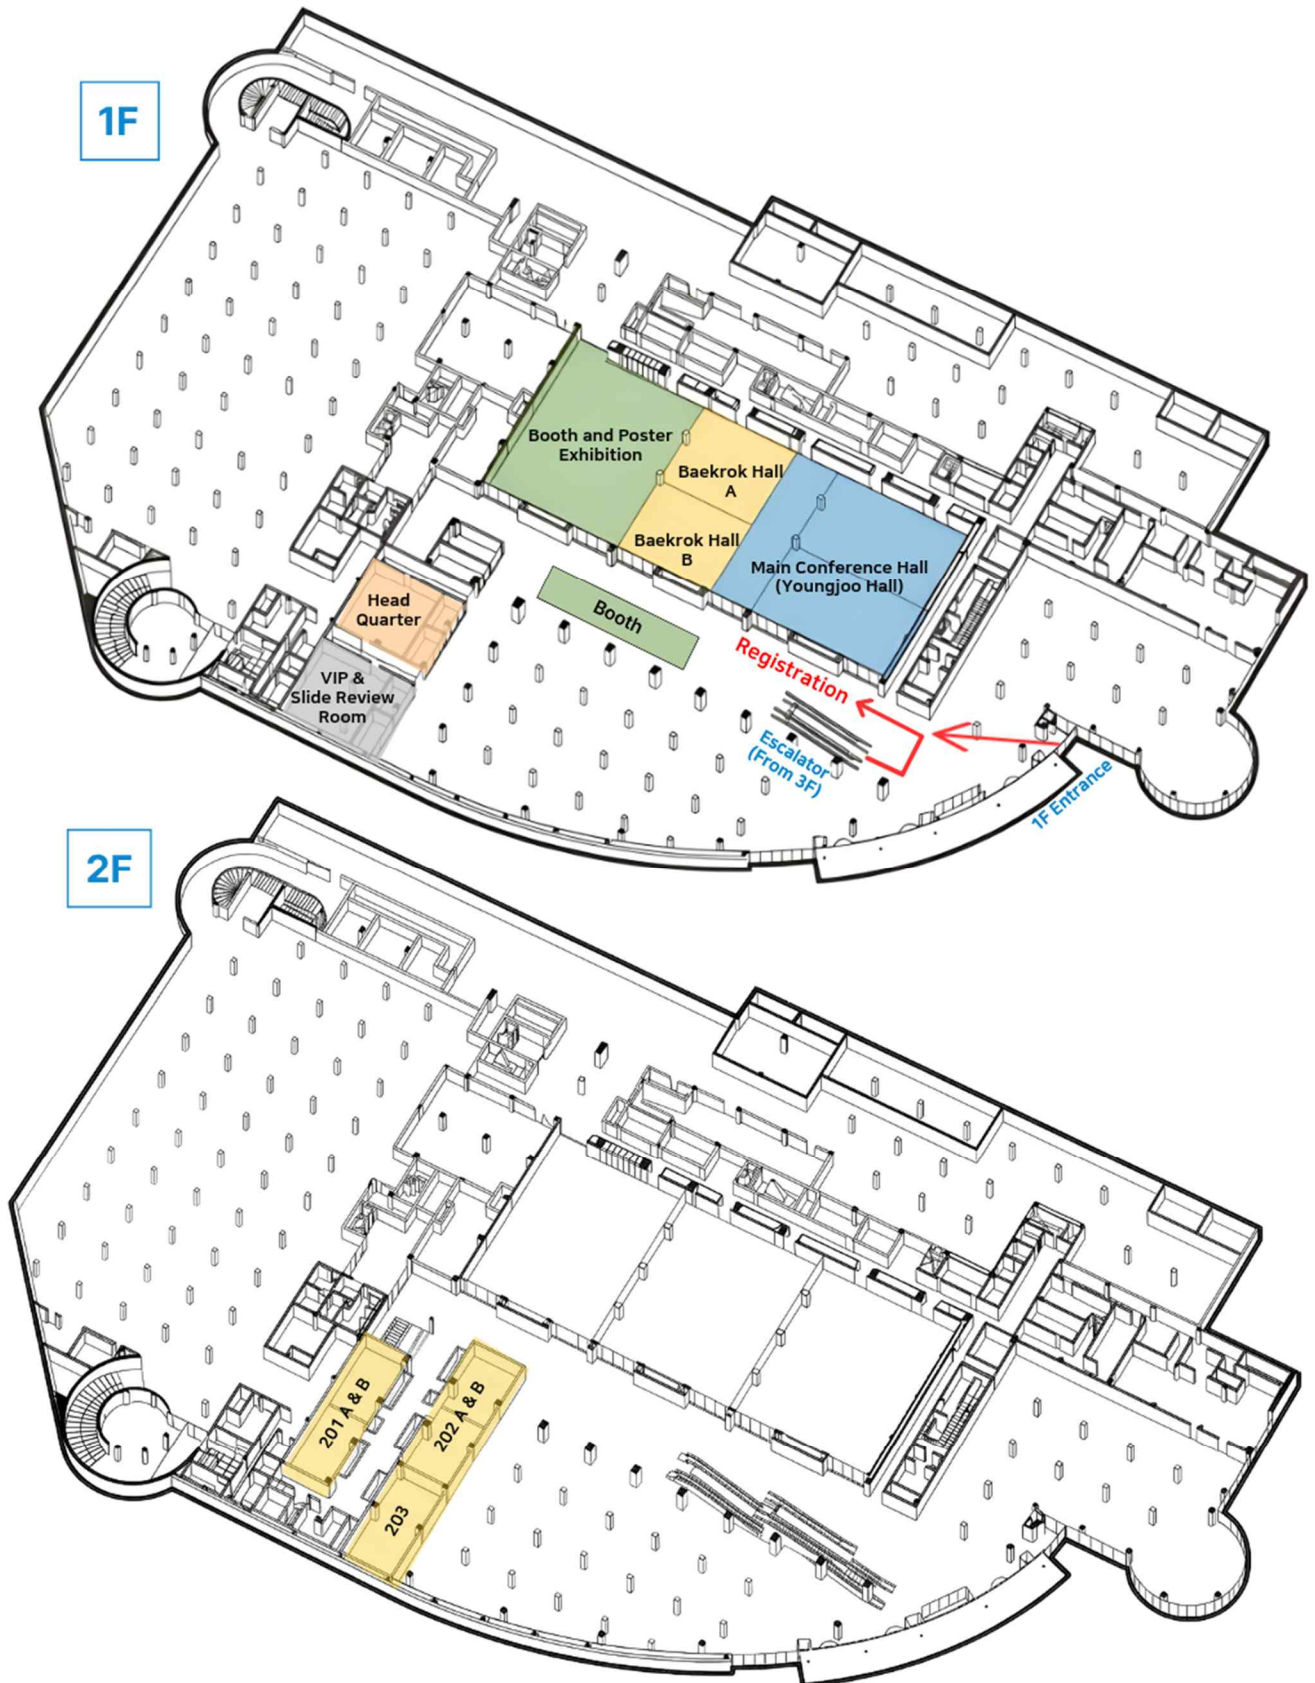 1F
Booth and Poster
Exhibition
Baekrok Hall
A
Baekrok Hall
B
Main Conference Hall
(Youngjoo Hall)
Head
Quarter
Booth
Registration
VIP &
Slide Review
Room
Escalator
(From 3F)
1F Entrance
2F
201 A & B
202 A & B
203